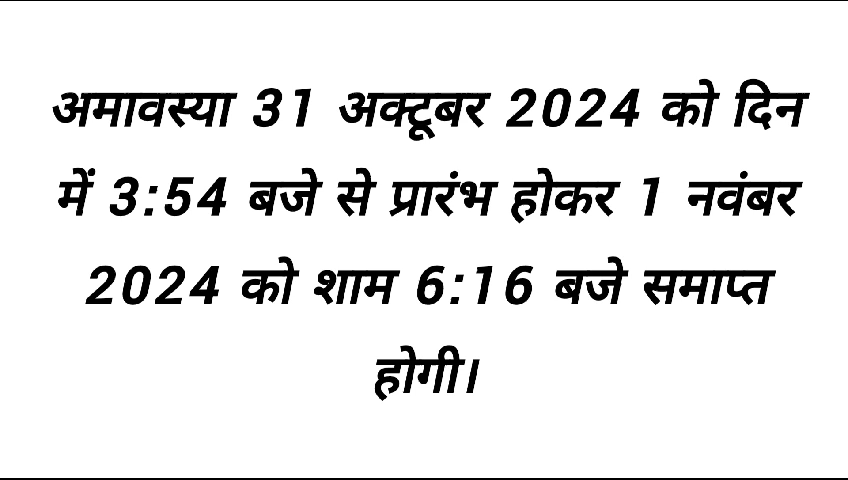 अमावस्या 31 अक्टूबर 2024 को दिन
में 3:54 बजे से प्रारंभ होकर 1 नवंबर
2024 को शाम 6:16 बजे समाप्त
होगी।